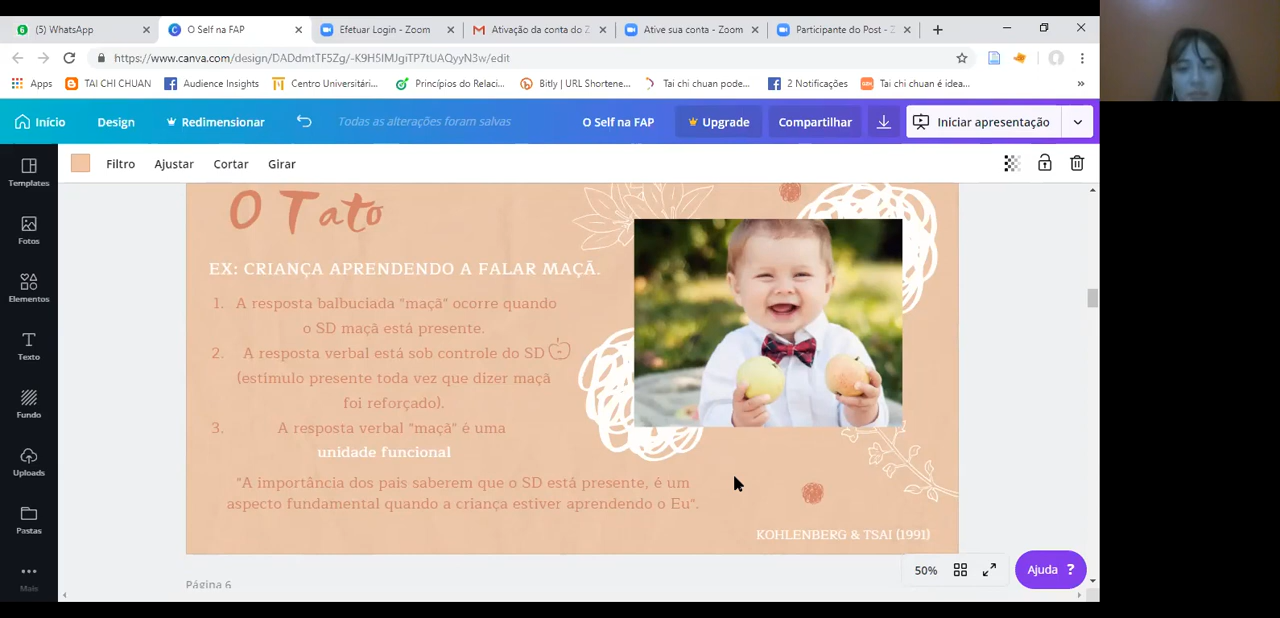 (5) WhatsApp
O Self na FAP
Efetuar Login - Zoom
Ativação da conta do Z
Ative sua conta - Zoom
Participante do Post - Z
https://www.canva.com/design/DADdmtTF5Zg/-K9H5IMJgiTP7tUAQyyN3w/edit
Apps
TAI CHI CHUAN
Audience Insights
Centro Universitári...
Princípios do Relaci...
Bitly | URL Shortene...
Tai chi chuan pode...
2 Notificações
Tai chi chuan é idea...
»
Início
Design
Redimensionar
Todas as alterações foram salvas
O Self na FAP
Upgrade
Compartilhar
Iniciar apresentação
Filtro
Ajustar
Cortar
Girar
Templates
Fotos
Elementos
Texto
Fundo
Uploads
Pastas
Mais
O Tato
EX: CRIANÇA APRENDENDO A FALAR MAÇÃ.
1. A resposta balbuciada "maçã" ocorre quando
o SD maçã está presente.
2. A resposta verbal está sob controle do SD
(estímulo presente toda vez que dizer maçã
foi reforçado).
3. A resposta verbal "maçã" é uma
unidade funcional
"A importância dos pais saberem que o SD está presente, é um
aspecto fundamental quando a criança estiver aprendendo o Eu".
KOHLENBERG & TSAI (1991)
Página 6
50%
Ajuda ?